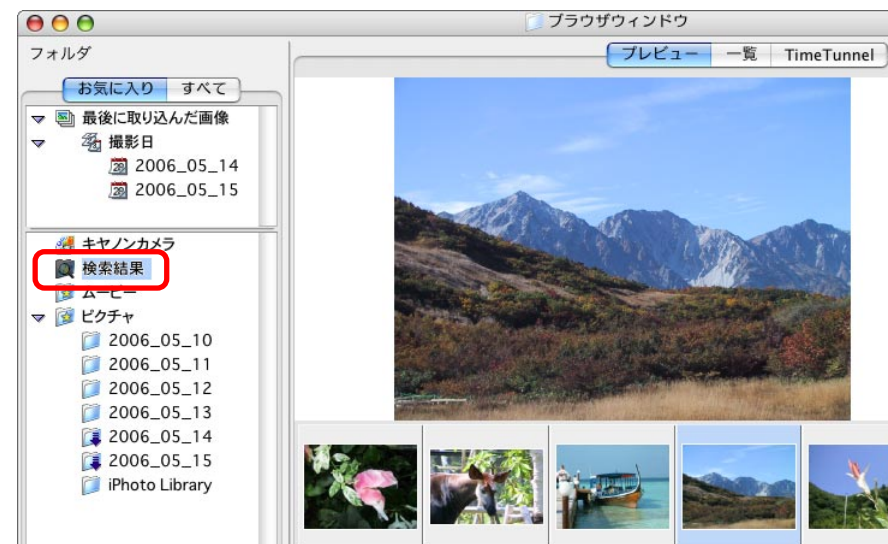 ブラウザウィンドウ
フォルダ
プレビュー 一覧 TimeTunnel
お気に入り すべて
最後に取り込んだ画像
撮影日
2006_05_14
2006_05_15
キヤノンカメラ
検索結果
ムービー
ピクチャ
2006_05_10
2006_05_11
2006_05_12
2006_05_13
2006_05_14
2006_05_15
iPhoto Library